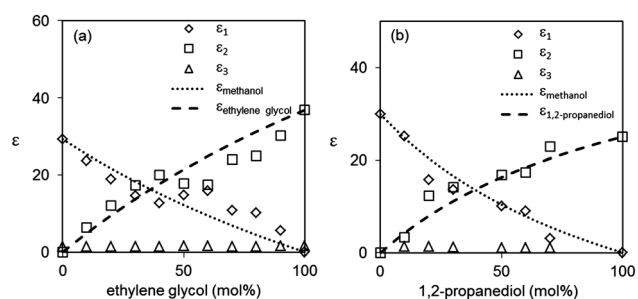 (a)
ε1
ε2
ε3
εmethanol
εethylene glycol
60
40
20
0
ε
0
50
100
ethylene glycol (mol%)
(b)
ε1
ε2
ε3
εmethanol
ε1,2-propanediol
40
20
0
ε
0
50
100
1,2-propanediol (mol%)